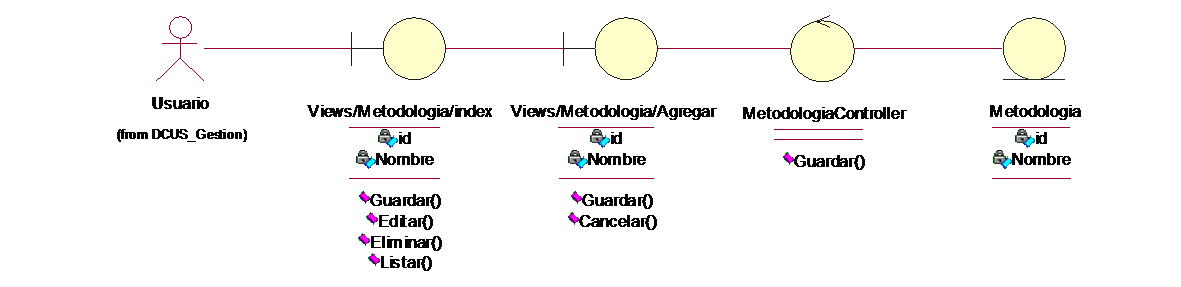 Usuario
(from DCUS_Gestion)
Views/Metodologia/index
id
Nombre
Guardar()
Editar()
Eliminar()
Listar()
Views/Metodologia/Agregar
id
Nombre
Guardar()
Cancelar()
MetodologiaController
Guardar()
Metodologia
id
Nombre